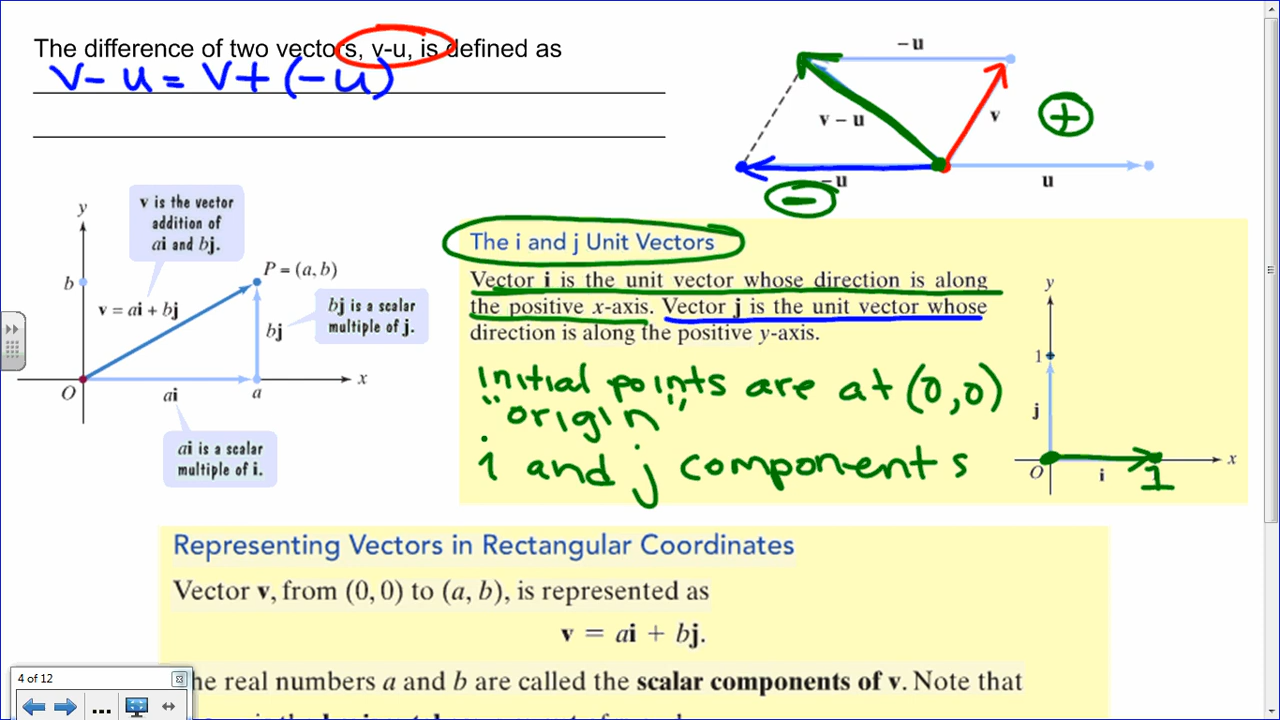 The difference of two vectors, v-u, is defined as
v - u = v + (-u)
-u
v - u
v
+
-u
u
-
y
v is the vector
addition of
ai and bj.
b
P = (a, b)
v = ai + bj
bj
bj is a scalar
multiple of j.
O
ai
a
x
ai is a scalar
multiple of i.
The i and j Unit Vectors
Vector i is the unit vector whose direction is along
the positive x-axis. Vector j is the unit vector whose
direction is along the positive y-axis.
initial points are at (0,0)
"origin"
i and j components
y
1
j
O
i
1
x
Representing Vectors in Rectangular Coordinates
Vector v, from (0, 0) to (a, b), is represented as
v = ai + bj.
he real numbers a and b are called the scalar components of v. Note that
4 of 12